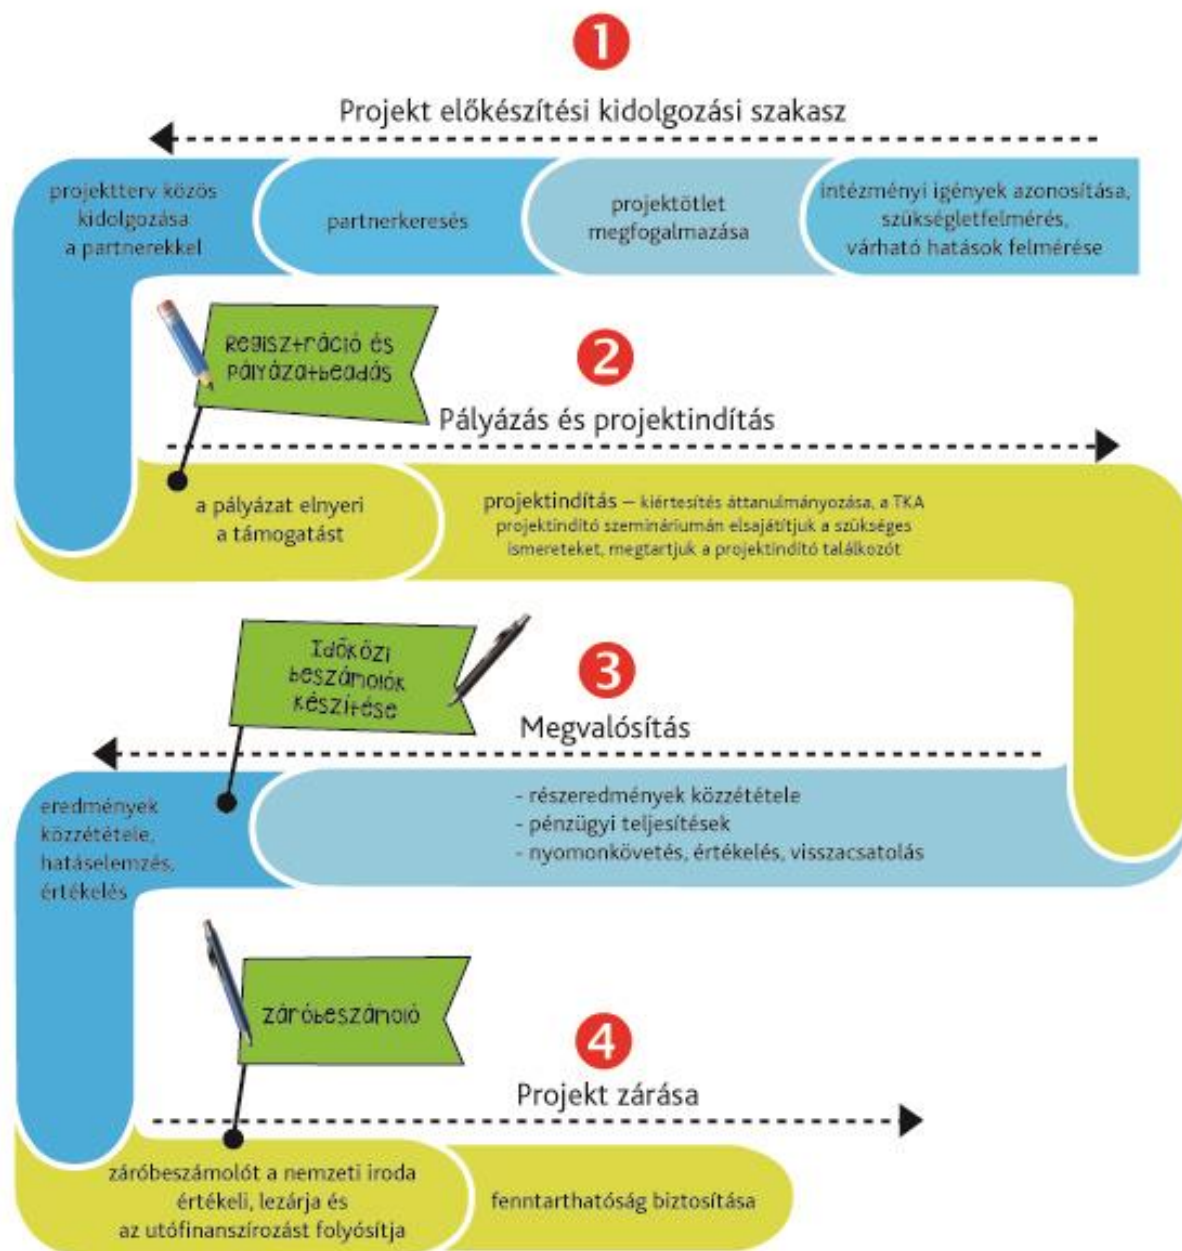 1
Projekt előkészítési kidolgozási szakasz
intézményi igények azonosítása,
szükségletfelmérés,
várható hatások felmérése
projektötlet
megfogalmazása
partnerkeresés
projektterv közös
kidolgozása
a partnerekkel
Regisztráció és
pályázatbeadás
2
Pályázás és projektindítás
a pályázat elnyeri
a támogatást
projektindítás – kiértesítés áttanulmányozása, a TKA
projektindító szemináriumán elsajátítjuk a szükséges
ismereteket, megtartjuk a projektindító találkozót
3
Megvalósítás
- részeredmények közzététele
- pénzügyi teljesítések
- nyomonkövetés, értékelés, visszacsatolás
Időközi
beszámolók
készítése
eredmények
közzététele,
hatáselemzés,
értékelés
záróbeszámoló
4
Projekt zárása
záróbeszámolót a nemzeti iroda
értékeli, lezárja és
az utófinanszírozást folyósítja
fenntarthatóság biztosítása